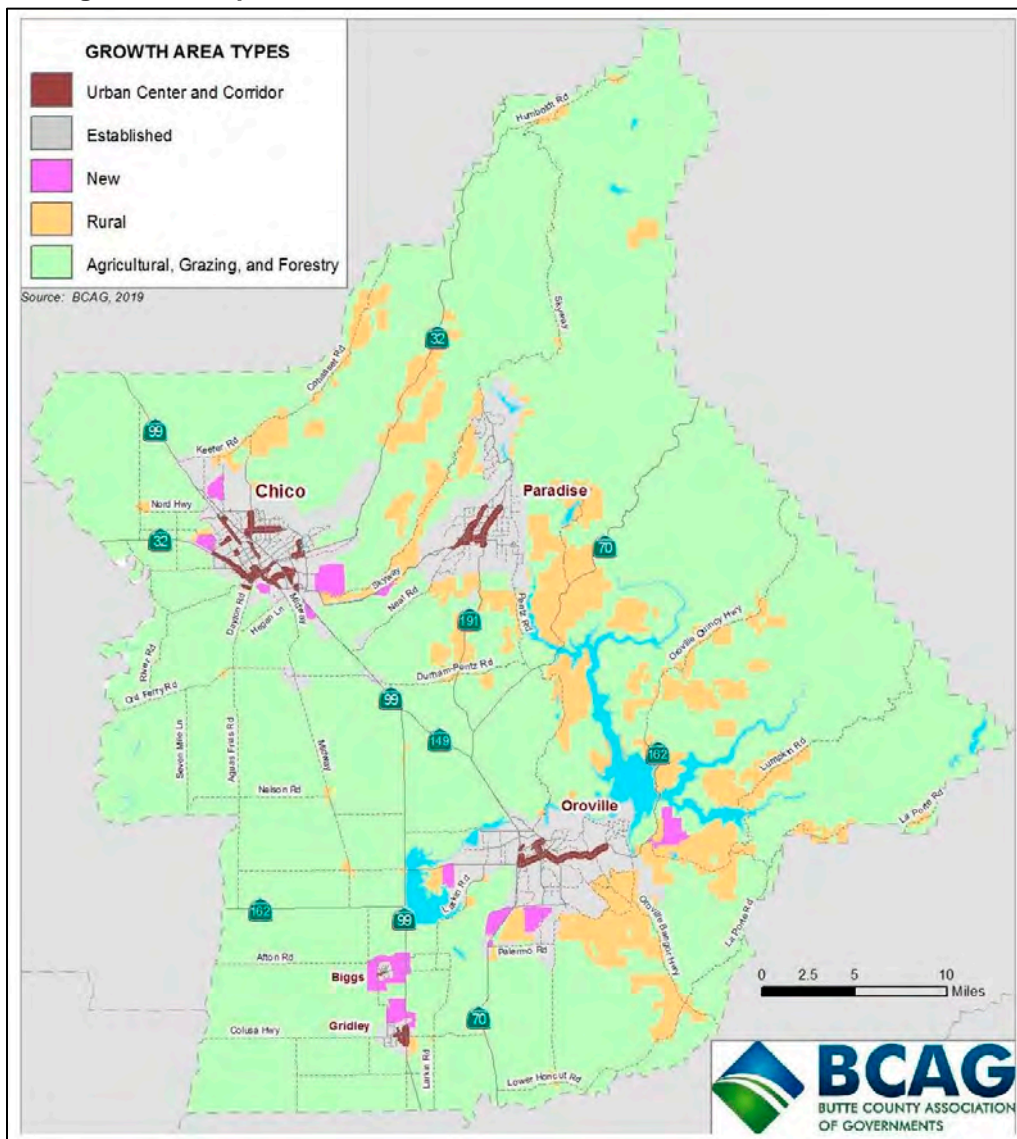 GROWTH AREA TYPES
Urban Center and Corridor
Established
New
Rural
Agricultural, Grazing, and Forestry
Source: BCAG, 2019
Humboldt Rd
Skyway
32
Cohasset Rd
99
Keefer Rd
Chico
Paradise
Nord Hwy
32
70
Skyway
Neal Rd
Pentz Rd
Midway
Dayton Rd
Hegan Ln
191
Oroville Quincy Hwy
River Rd
Durham-Pentz Rd
Ord Ferry Rd
99
149
Seven Mile Ln
Aguas Frias Rd
Midway
162
Lumpkin Rd
Nelson Rd
La Porte Rd
Oroville
Larkin Rd
162
99
Oroville Bangor Hwy
La Porte Rd
Afton Rd
Palermo Rd
Biggs
0 2.5 5 10
Miles
Gridley
Colusa Hwy
70
Larkin Rd
Lower Honcut Rd
BCAG
BUTTE COUNTY ASSOCIATION
OF GOVERNMENTS